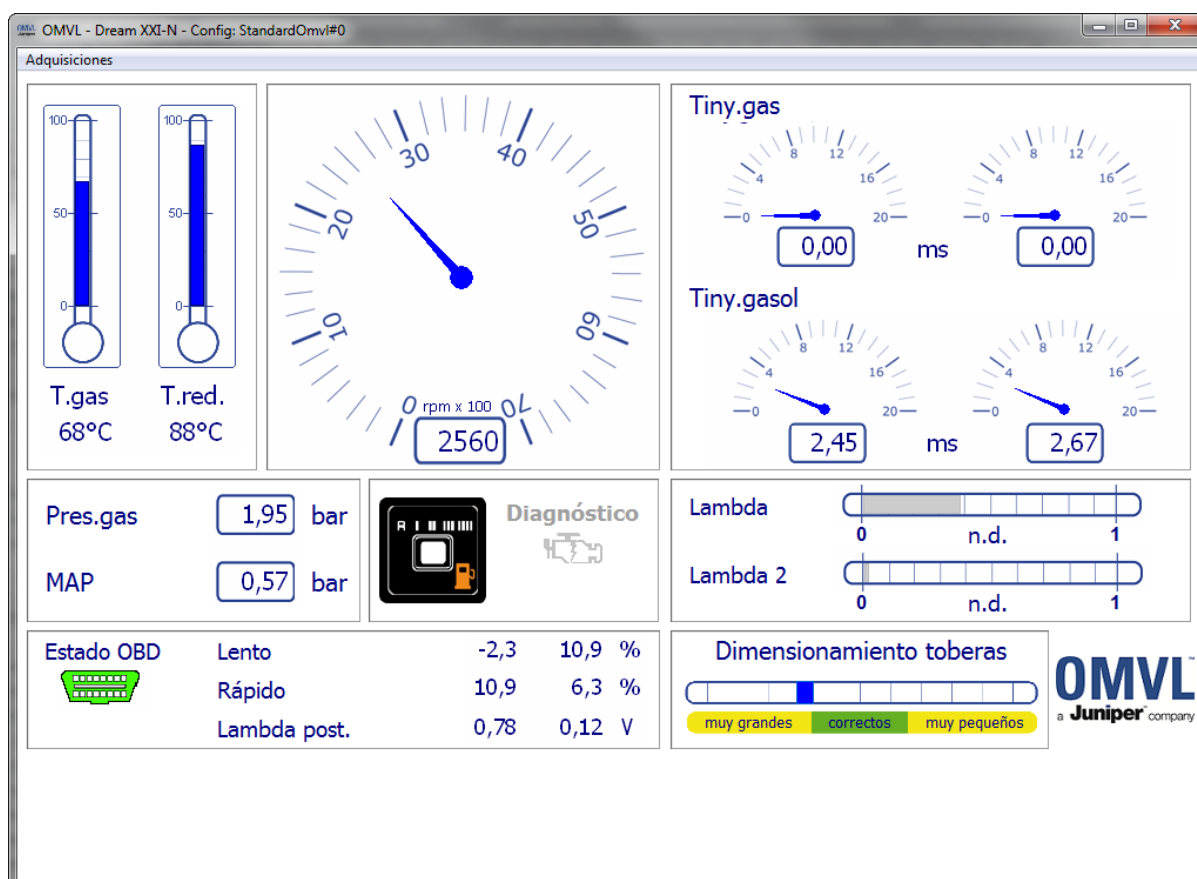 OMVL - Dream XXI-N - Config: StandardOmvl#0
Adquisiciones
100
50
0
T.gas
68°C
100
50
0
T.red.
88°C
0
10
20
30
40
50
60
70
rpm x 100
2560
Tiny.gas
0
4
8
12
16
20
0,00
ms
0
4
8
12
16
20
0,00
Tiny.gasol
0
4
8
12
16
20
2,45
ms
0
4
8
12
16
20
2,67
Pres.gas 1,95 bar
MAP 0,57 bar
R
Diagnóstico
Lambda
0 n.d. 1
Lambda 2
0 n.d. 1
Estado OBD
Lento -2,3 10,9 %
Rápido 10,9 6,3 %
Lambda post. 0,78 0,12 V
Dimensionamiento toberas
muy grandes correctos muy pequeños
OMVL™
a Juniper company